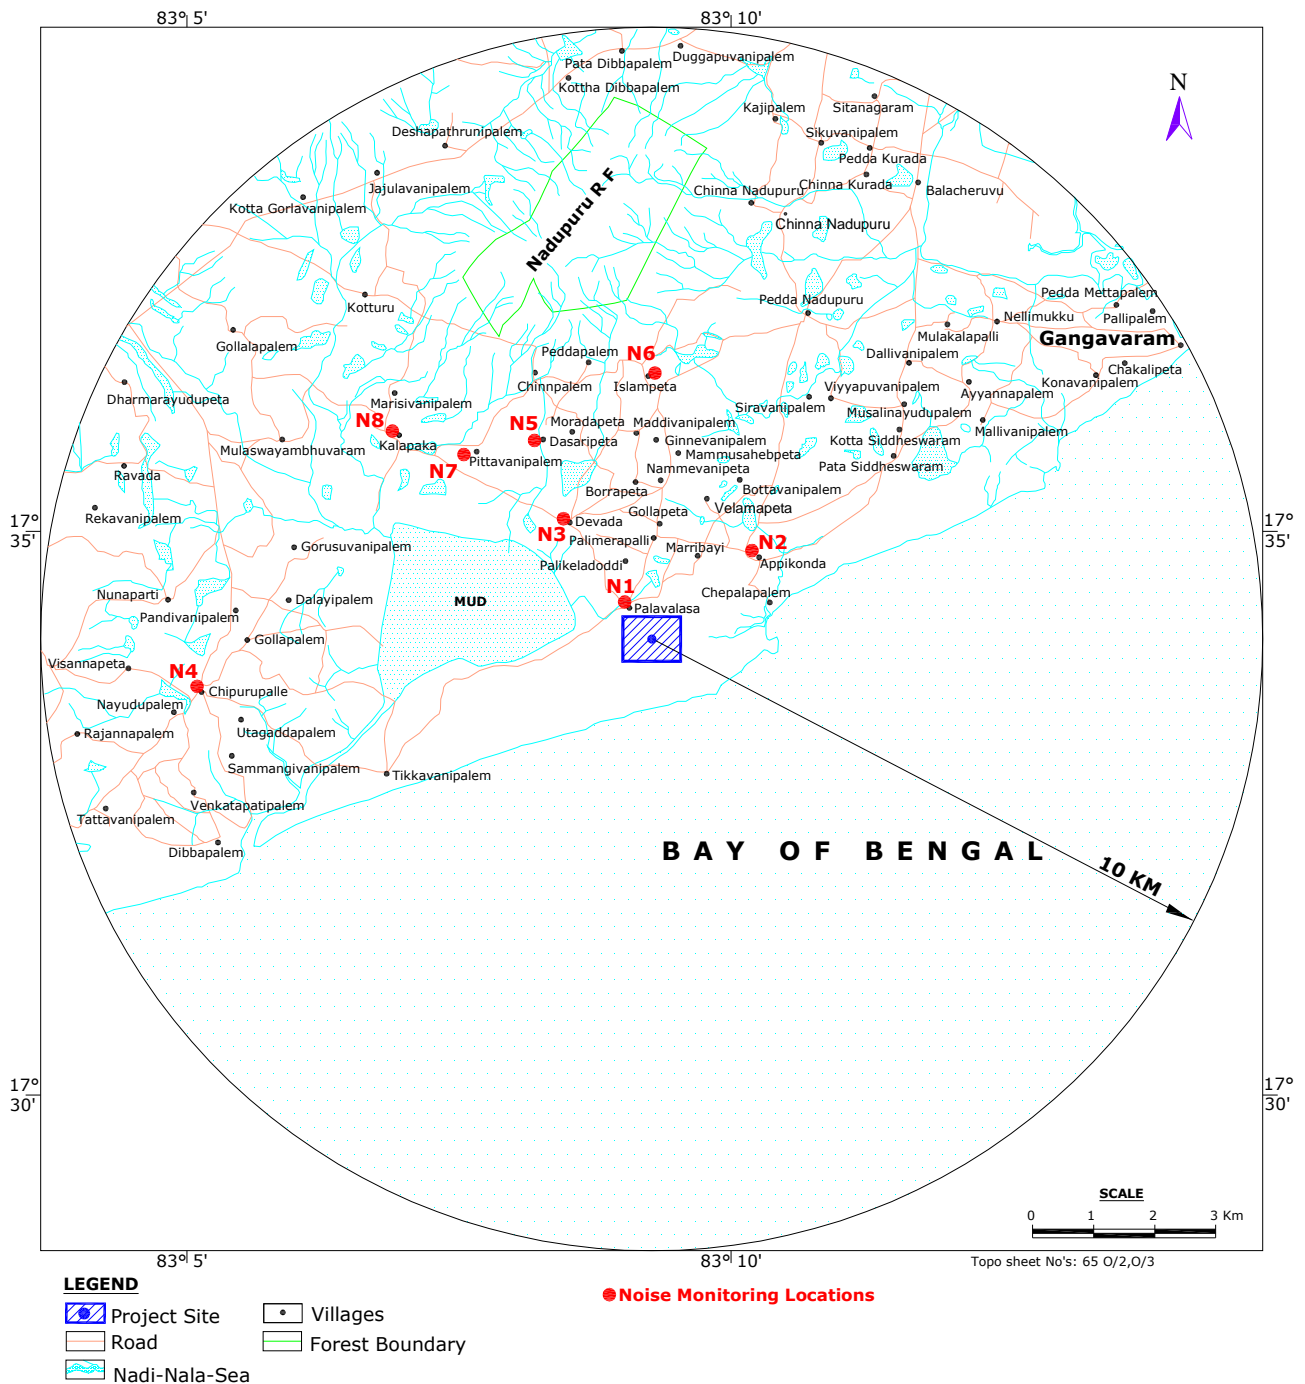 83° 5'
83° 10'
N
Pata Dibbapalem
Duggapuvanipalem
Kottha Dibbapalem
Kajipalem
Sitanagaram
Deshapathrunipalem
Sikuvanipalem
Pedda Kurada
Jajulavanipalem
Chinna Nadupuru
Chinna Kurada
Balacheruvu
Kotta Gorlavanipalem
Chinna Nadupuru
Nadupuru R F
Kotturu
Pedda Nadupuru
Pedda Mettapalem
Nellimukku
Pallipalem
Mulakalapalli
Gangavaram
Gollalapalem
Peddapalem
N6
Dallivanipalem
Chakalipeta
Chinnpalem
Islampeta
Konavanipalem
Dharmarayudupeta
Marisivanipalem
Siravanipalem
Viyyapuvanipalem
Ayyannapalem
Musalinayudupalem
N8
N5
Moradapeta
Maddivanipalem
Mallivanipalem
Mulaswayambhuvaram
Kalapaka
Dasaripeta
Ginnevanipalem
Kotta Siddheswaram
N7
Pittavanipalem
Mammusahebpeta
Pata Siddheswaram
Ravada
Nammevanipeta
Borrapeta
Bottavanipalem
Rekavanipalem
Gollapeta
Velamapeta
17°
35'
17°
35'
N3
Devada
Gorusuvanipalem
Palimerapalli
Marribayi
N2
Palikeladoddi
Appikonda
Nunaparti
Dalayipalem
MUD
N1
Chepalapalem
Pandivanipalem
Palavalasa
Gollapalem
Visannapeta
N4
Chipurupalle
Nayudupalem
Rajannapalem
Utagaddapalem
Sammangivanipalem
Tikkavanipalem
Venkatapatipalem
Tattavanipalem
Dibbapalem
BAY OF BENGAL
10 KM
17°
30'
17°
30'
SCALE
0 1 2 3 Km
83° 5'
83° 10'
Topo sheet No's: 65 O/2,O/3
LEGEND
Noise Monitoring Locations
Project Site
Villages
Road
Forest Boundary
Nadi-Nala-Sea